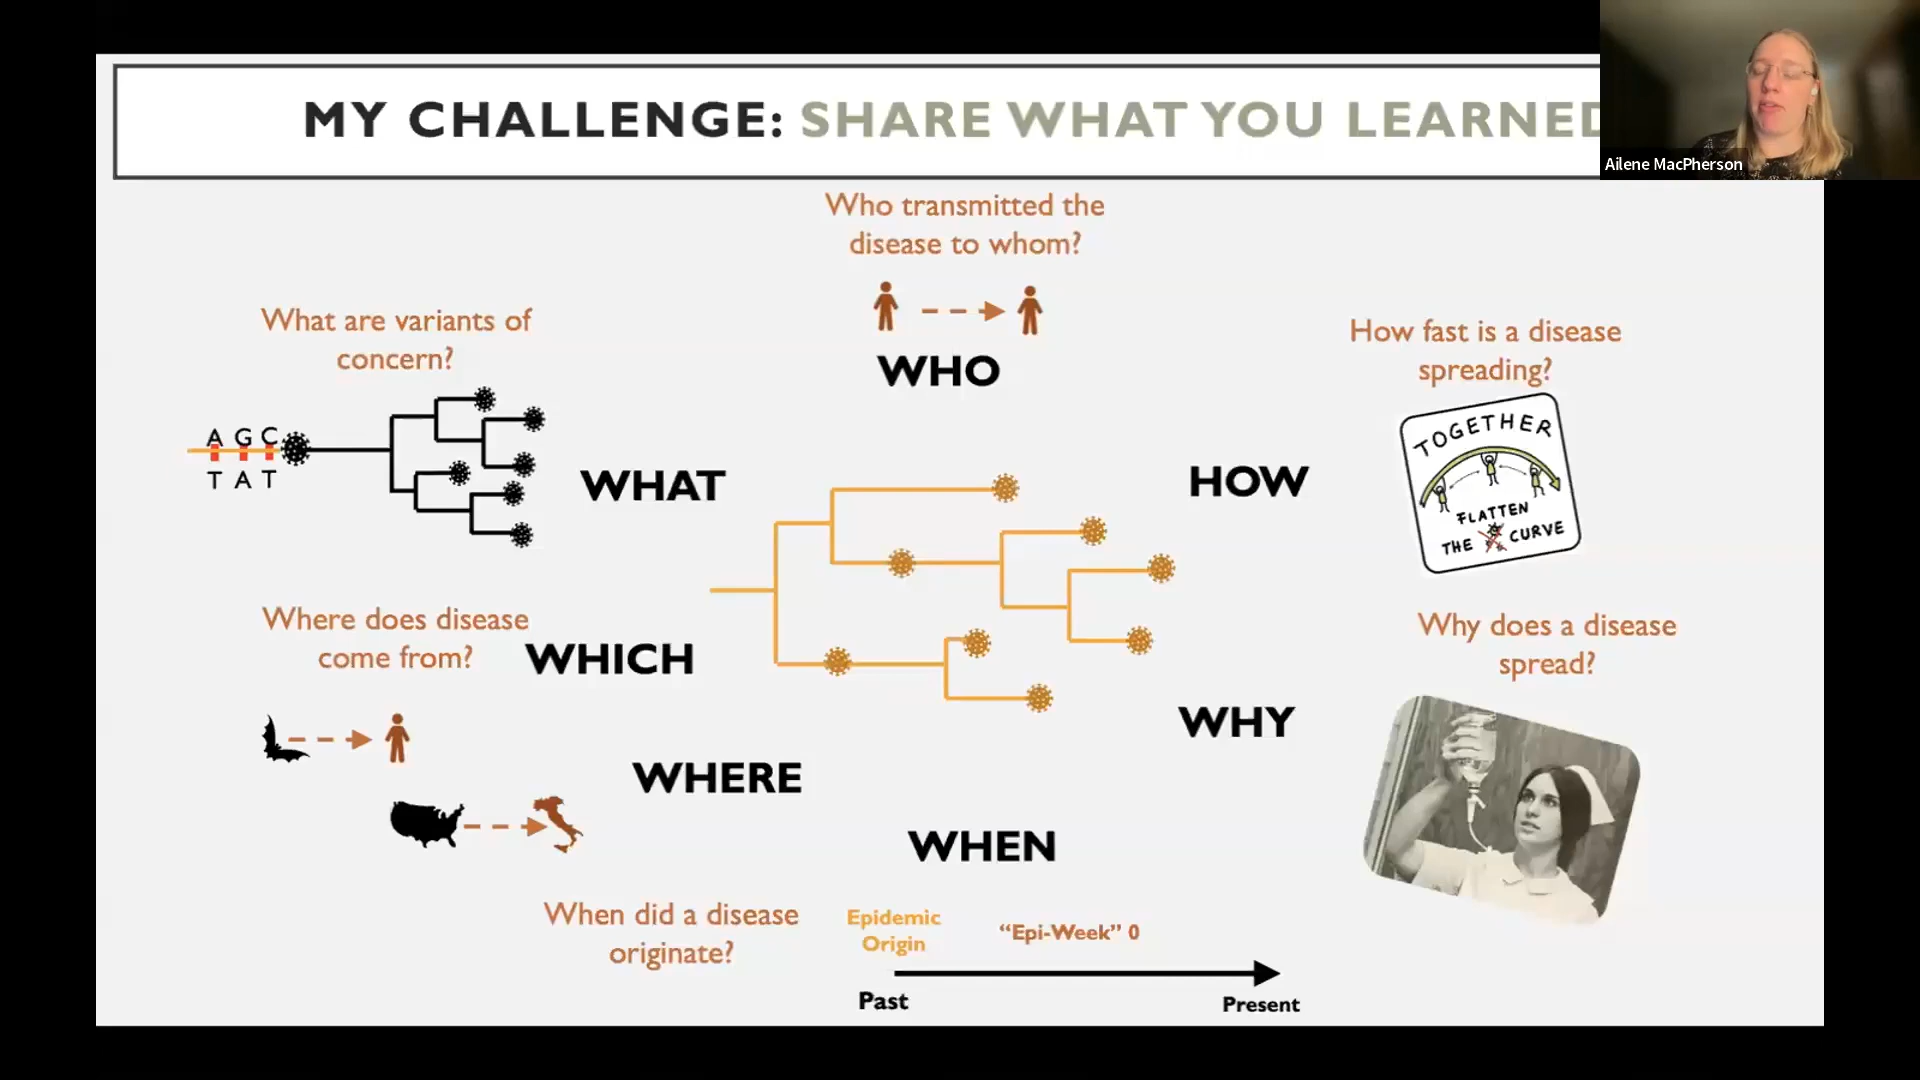 MY CHALLENGE: SHARE WHAT YOU LEARNED
Ailene MacPherson
Who transmitted the
disease to whom?
WHO
What are variants of
concern?
A G C
T A T
WHAT
How fast is a disease
spreading?
HOW
TOGETHER
FLATTEN
THE CURVE
Where does disease
come from?
WHICH
Why does a disease
spread?
WHY
WHERE
WHEN
When did a disease
originate?
Epidemic
Origin
“Epi-Week” 0
Past
Present